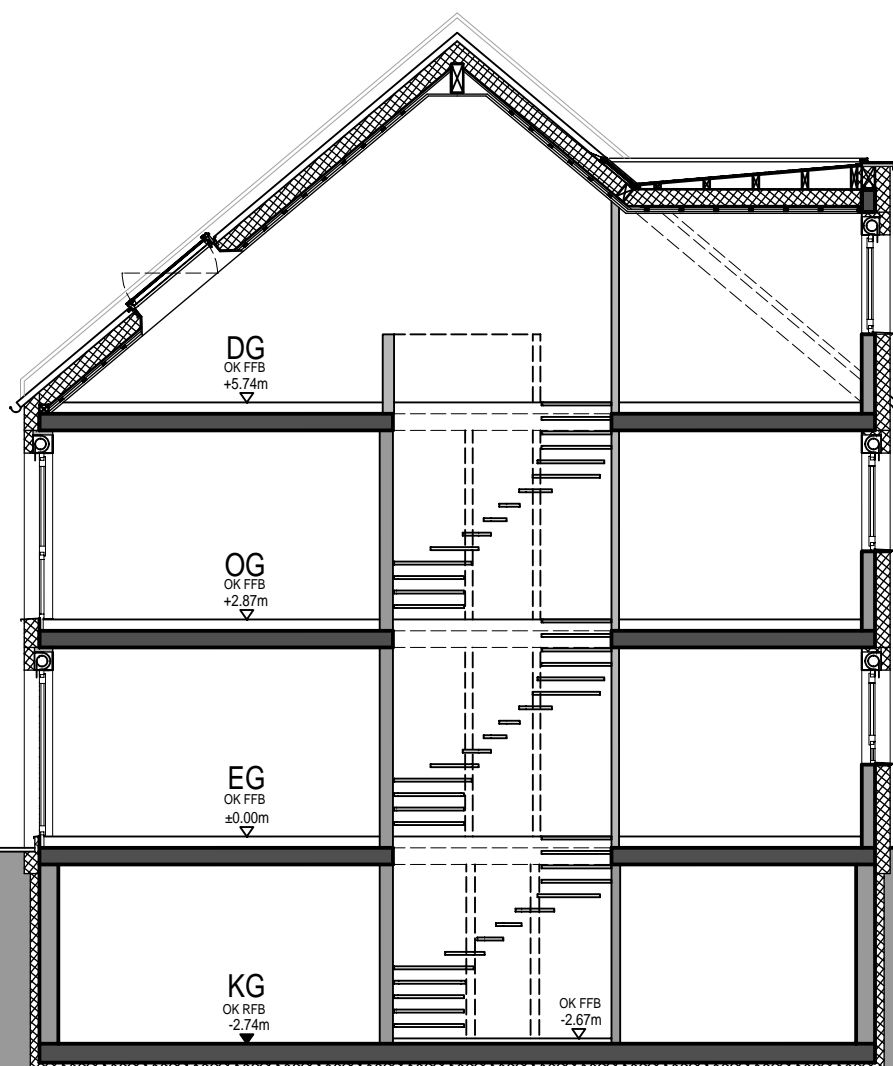 DG
OK FFB
+5.74m
OG
OK FFB
+2.87m
EG
OK FFB
±0.00m
KG
OK RFB
-2.74m
OK FFB
-2.67m